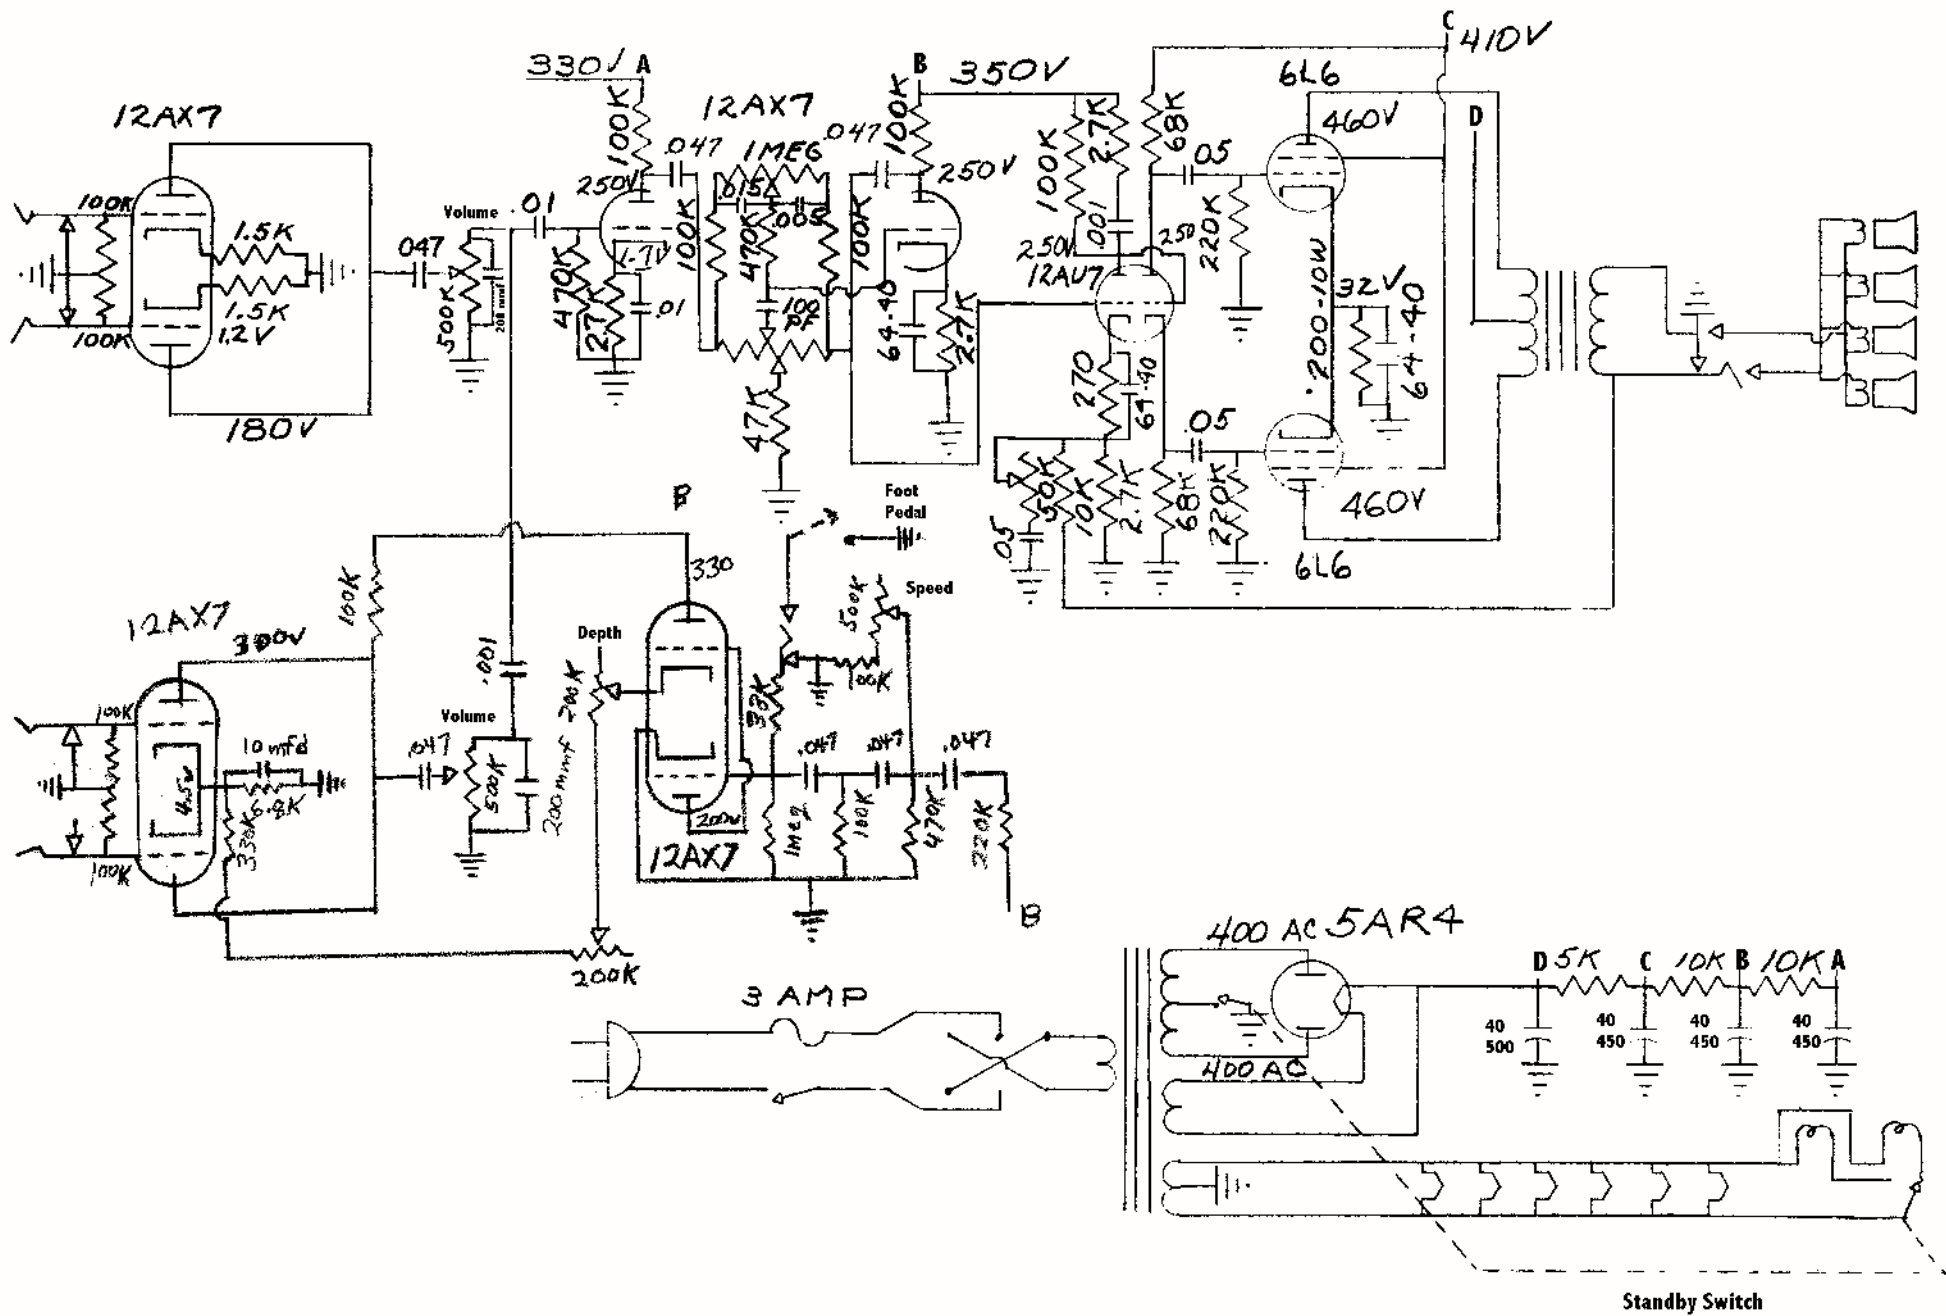 C
410V
330V A
B
350V
6L6
12AX7
12AX7
460V
D
100K
100K
.047
1MEG
.047
100K
2.7K
68K
.05
250V
.015
.005
250V
100K
Volume
.01
1.5K
.047
500K
1.5K
1.2V
100K
200 mmf
1.7V
470K
2.7K
.01
100K
470K
100
PF
100K
64-40
2.7K
.001
250V
250
12AU7
220K
200-10W
32V
64-40
180V
47K
270
64-40
.05
50K
10K
2.7K
68K
220K
.05
460V
6L6
B
Foot
Pedal
330
500K
Speed
100K
12AX7
300V
.001
Depth
200K
33K
100K
100K
Volume
10 mfd
4.5v
6.8K
330K
100K
.047
500K
200mmf
200v
12AX7
.047
.047
.047
1meg
100K
470K
220K
B
200K
400 AC 5AR4
3 AMP
D 5K C 10K B 10K A
40
500
40
450
40
450
40
450
400 AC
Standby Switch